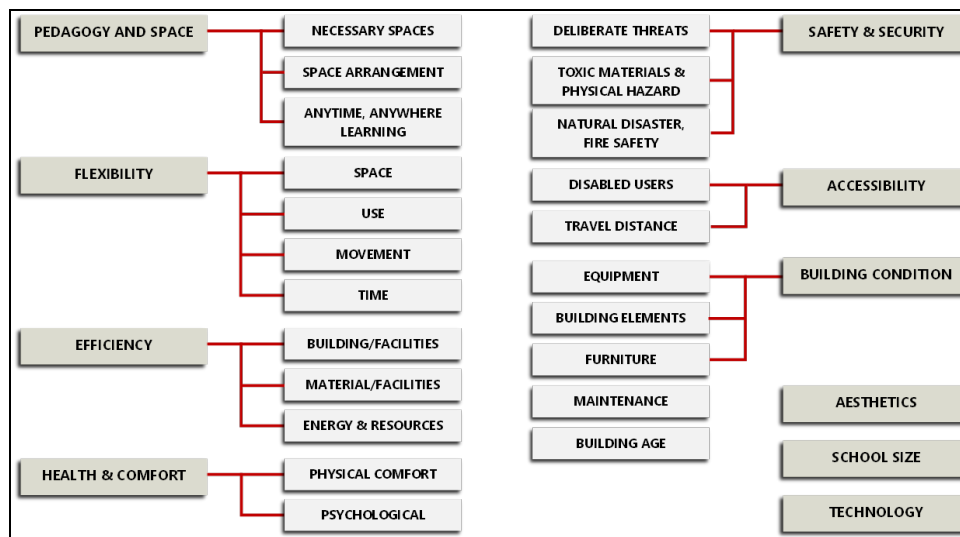 PEDAGOGY AND SPACE
NECESSARY SPACES
SPACE ARRANGEMENT
ANYTIME, ANYWHERE
LEARNING
FLEXIBILITY
SPACE
USE
MOVEMENT
TIME
EFFICIENCY
BUILDING/FACILITIES
MATERIAL/FACILITIES
ENERGY & RESOURCES
HEALTH & COMFORT
PHYSICAL COMFORT
PSYCHOLOGICAL
DELIBERATE THREATS
SAFETY & SECURITY
TOXIC MATERIALS &
PHYSICAL HAZARD
NATURAL DISASTER,
FIRE SAFETY
DISABLED USERS
ACCESSIBILITY
TRAVEL DISTANCE
EQUIPMENT
BUILDING CONDITION
BUILDING ELEMENTS
FURNITURE
MAINTENANCE
BUILDING AGE
AESTHETICS
SCHOOL SIZE
TECHNOLOGY